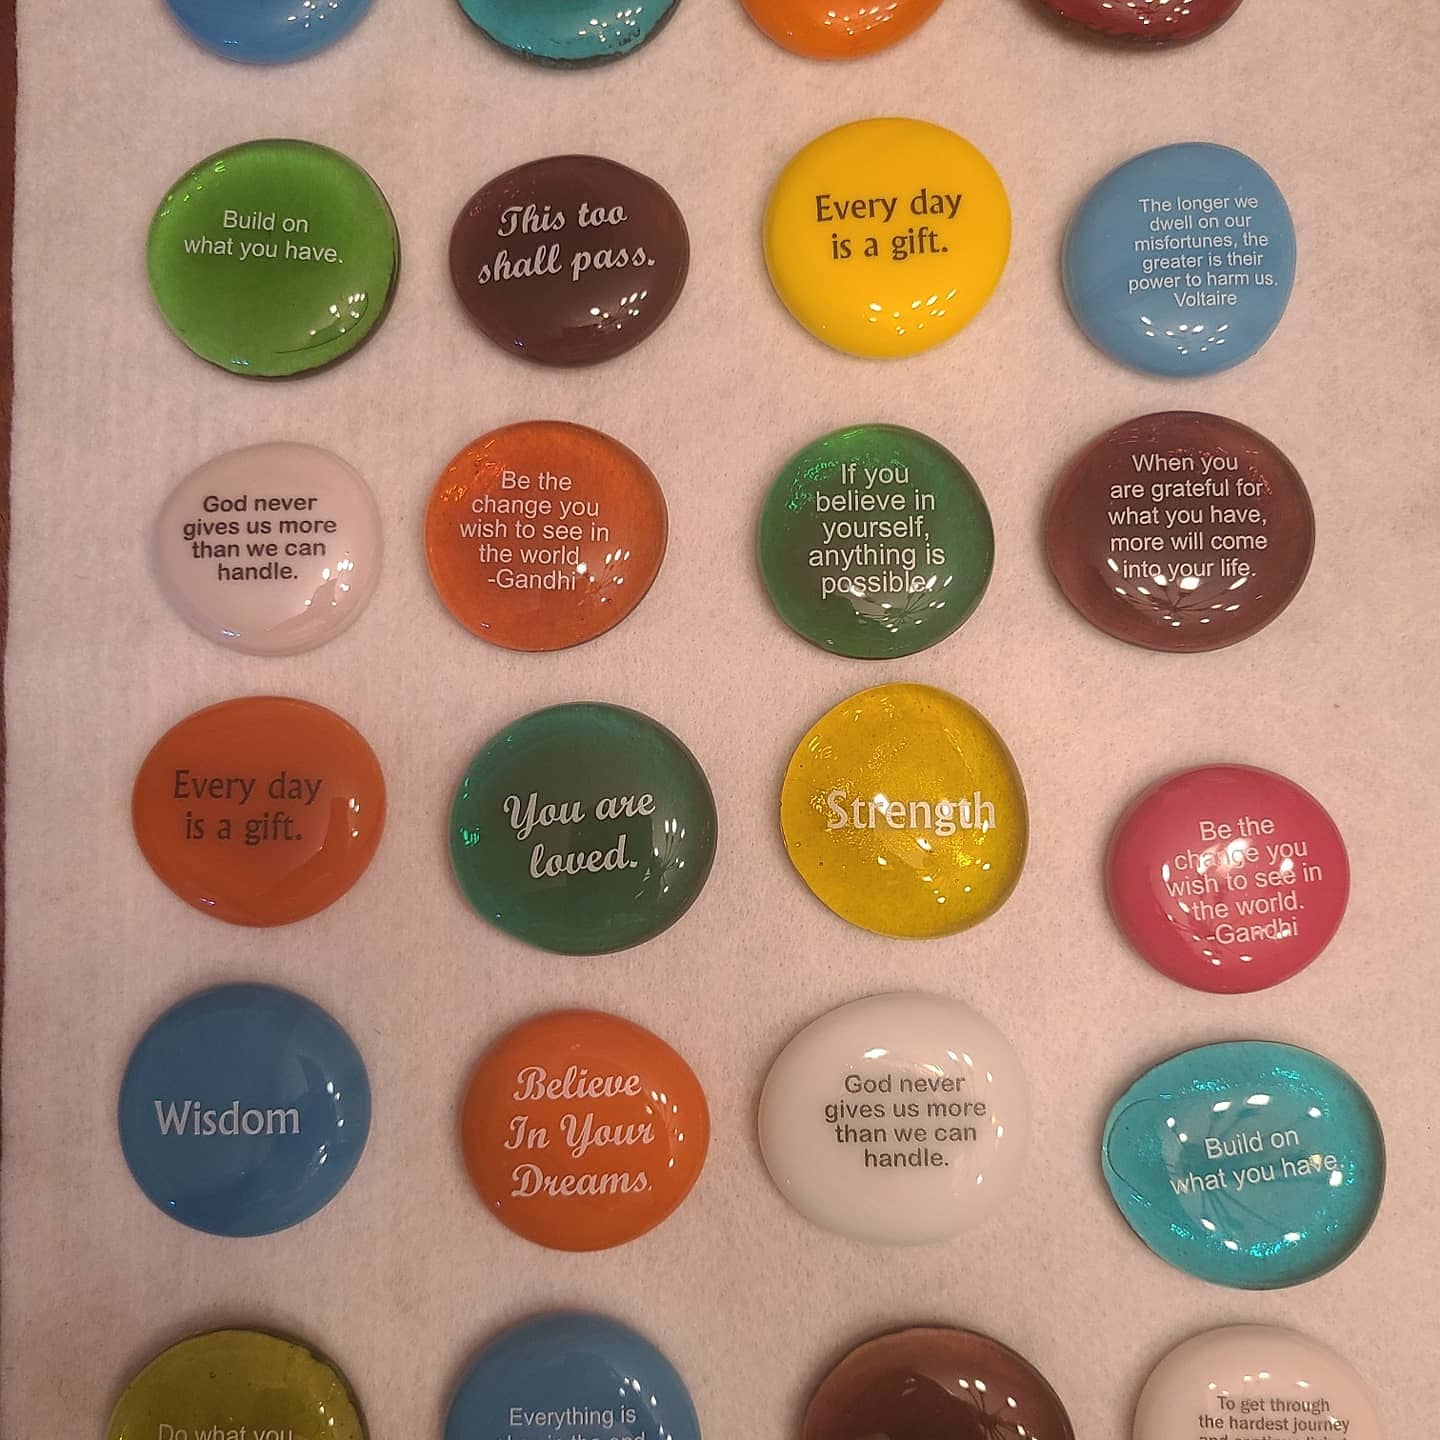 Build on
what you have.
This too
shall pass.
Every day
is a gift.
The longer we
dwell on our
misfortunes, the
greater is their
power to harm us.
Voltaire
God never
gives us more
than we can
handle.
Be the
change you
wish to see in
the world.
-Gandhi
If you
believe in
yourself,
anything is
possible.
When you
are grateful for
what you have,
more will come
into your life.
Every day
is a gift.
You are
loved.
Strength
Be the
change you
wish to see in
the world.
-Gandhi
Wisdom
Believe
In Your
Dreams.
God never
gives us more
than we can
handle.
Build on
what you have.
Do what you
Everything is
To get through
the hardest journey